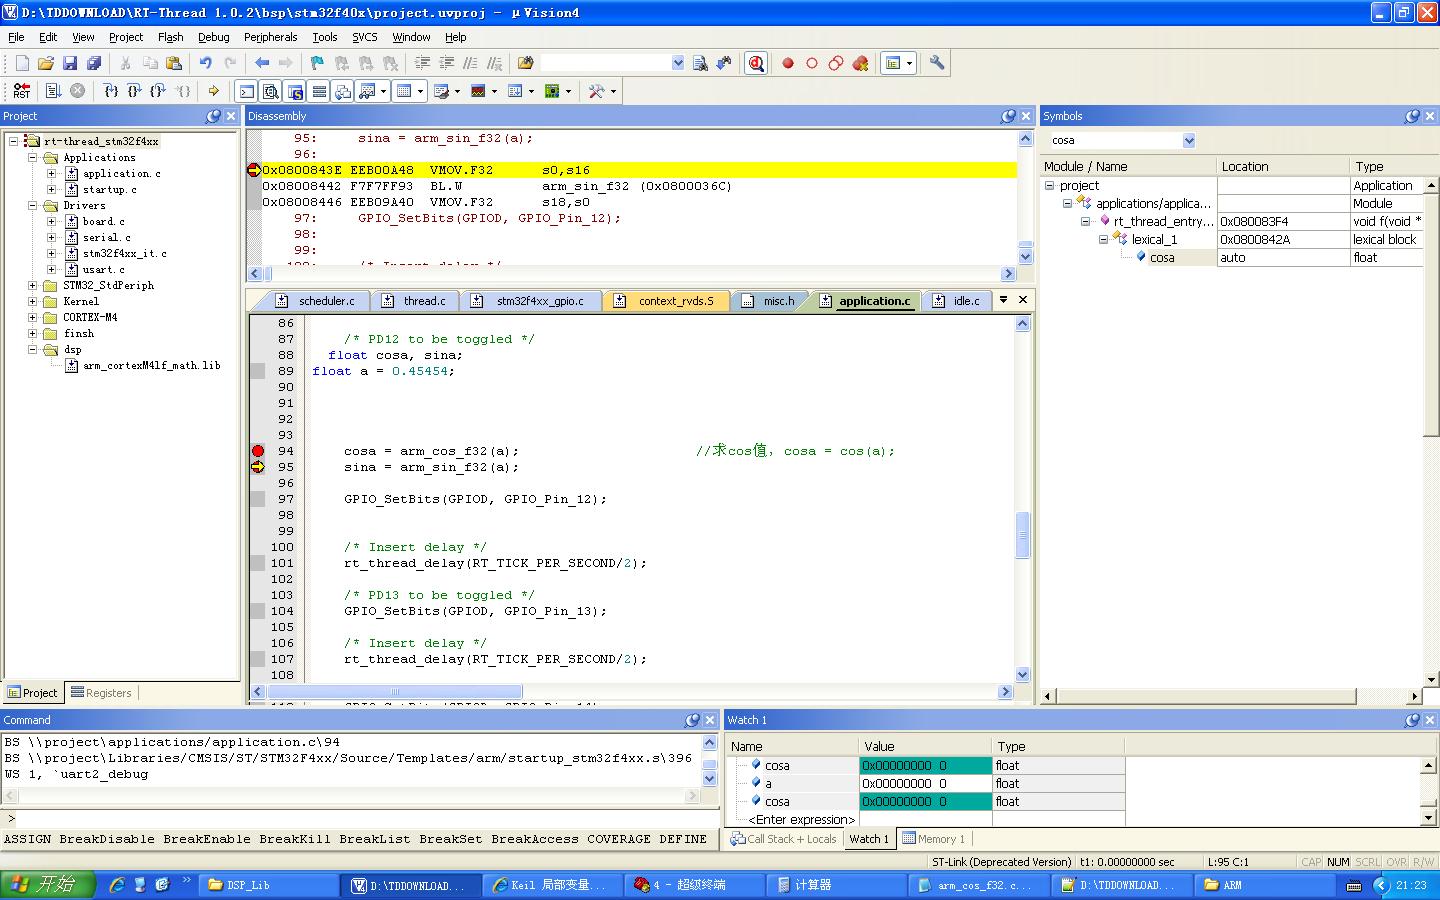 D:\TDDOWNLOAD\RT-Thread 1.0.2\bsp\stm32f40x\project.uvproj - µVision4
File Edit View Project Flash Debug Peripherals Tools SVCS Window Help
RST
Project
rt-thread_stm32f4xx
Applications
application.c
startup.c
Drivers
board.c
serial.c
stm32f4xx_it.c
usart.c
STM32_StdPeriph
Kernel
CORTEX-M4
finsh
dsp
arm_cortexM4lf_math.lib
Project Registers
Disassembly
95: sina = arm_sin_f32(a);
96:
0x0800843E EEB00A48 VMOV.F32 s0,s16
0x08008442 F7F7FF93 BL.W arm_sin_f32 (0x0800036C)
0x08008446 EEB09A40 VMOV.F32 s18,s0
97: GPIO_SetBits(GPIOD, GPIO_Pin_12);
98:
99:
100: /* Insert delay */
scheduler.c thread.c stm32f4xx_gpio.c context_rvds.S misc.h application.c idle.c
86
87 /* PD12 to be toggled */
88 float cosa, sina;
89 float a = 0.45454;
90
91
92
93
94 cosa = arm_cos_f32(a); //求cos值，cosa = cos(a);
95 sina = arm_sin_f32(a);
96
97 GPIO_SetBits(GPIOD, GPIO_Pin_12);
98
99
100 /* Insert delay */
101 rt_thread_delay(RT_TICK_PER_SECOND/2);
102
103 /* PD13 to be toggled */
104 GPIO_SetBits(GPIOD, GPIO_Pin_13);
105
106 /* Insert delay */
107 rt_thread_delay(RT_TICK_PER_SECOND/2);
108
Symbols
cosa
Module / Name Location Type
project Application
applications/applica... Module
rt_thread_entry... 0x080083F4 void f(void *
lexical_1 0x0800842A lexical block
cosa auto float
Command
BS \\project\applications/application.c\94
BS \\project\Libraries/CMSIS/ST/STM32F4xx/Source/Templates/arm/startup_stm32f4xx.s\396
WS 1, `uart2_debug
>
ASSIGN BreakDisable BreakEnable BreakKill BreakList BreakSet BreakAccess COVERAGE DEFINE
Watch 1
Name Value Type
cosa 0x00000000 0 float
a 0x00000000 0 float
cosa 0x00000000 0 float
<Enter expression>
Call Stack + Locals Watch 1 Memory 1
ST-Link (Deprecated Version) t1: 0.00000000 sec L:95 C:1 CAP NUM SCRL OVR R/W
开始 DSP_Lib D:\TDDOWNLOAD... Keil 局部变量... 4 - 超级终端 计算器 arm_cos_f32.c... D:\TDDOWNLOAD... ARM 21:23